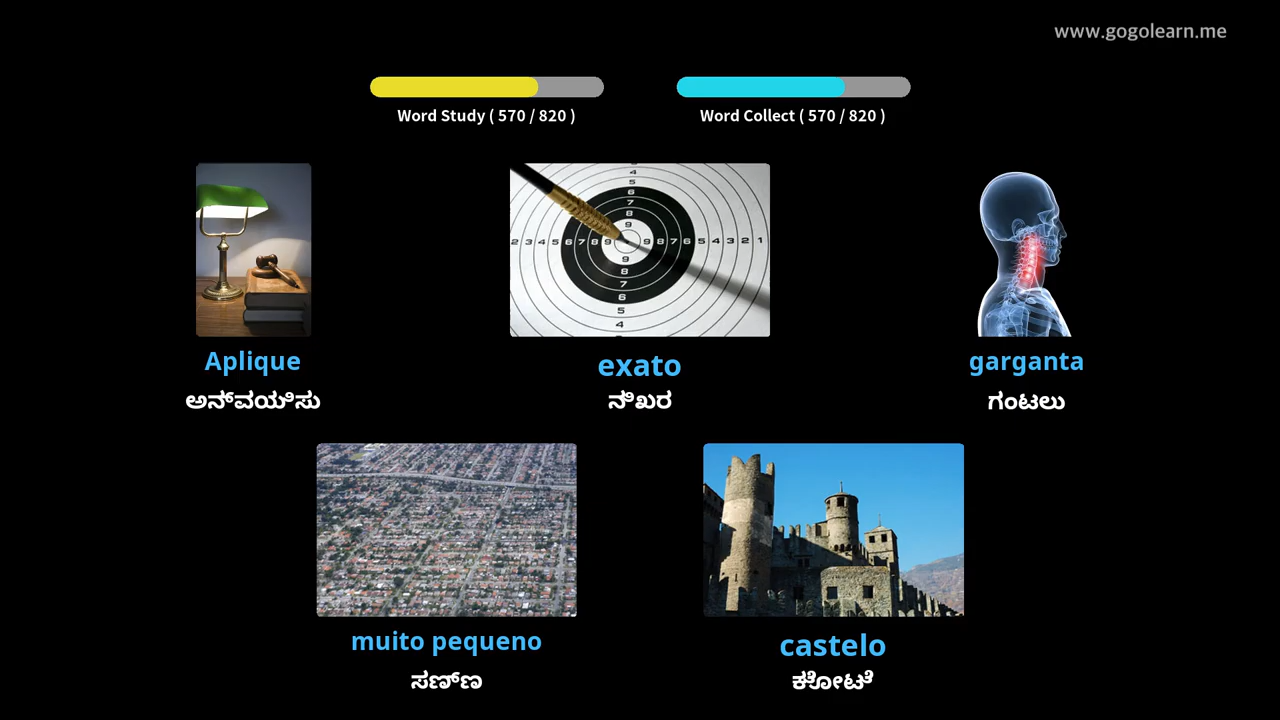 www.gogolearn.me
Word Study ( 570 / 820 )
Word Collect ( 570 / 820 )
Aplique
exato
garganta
ಅನ್ವಯಿಸು
ನಿಖರ
ಗಂಟಲು
muito pequeno
castelo
ಸಣ್ಣ
ಕೋಟೆ